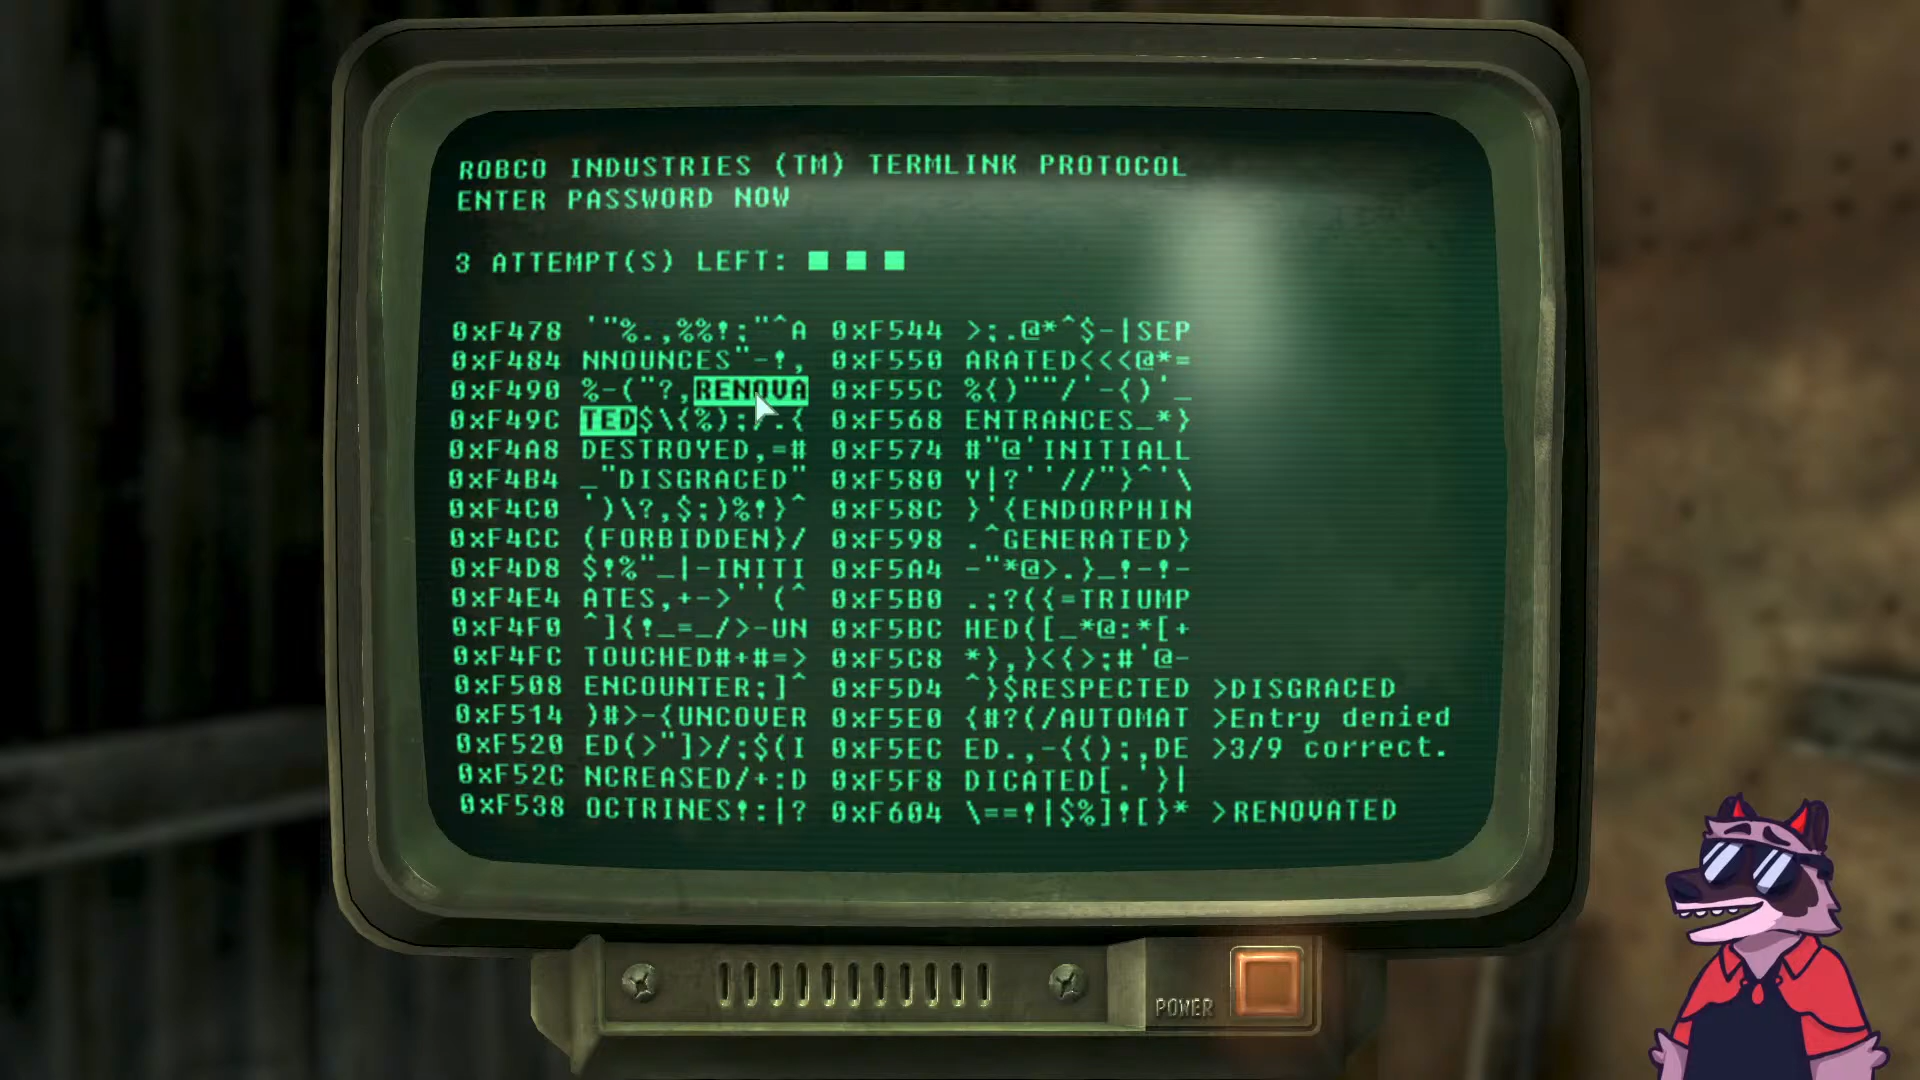 ROBCO INDUSTRIES (TM) TERMLINK PROTOCOL
ENTER PASSWORD NOW
3 ATTEMPT(S) LEFT: ■ ■ ■
0xF478 '"%.,%%!;"^A 0xF544 >;.@*^$-|SEP
0xF484 NNOUNCES"-!, 0xF550 ARATED<<<@*=
0xF490 %-("?,RENOVA 0xF55C %{)""/'-{)'_
0xF49C TED$\{%):).{ 0xF568 ENTRANCES_*}
0xF4A8 DESTROYED,=# 0xF574 #"@'INITIALL
0xF4B4 _"DISGRACED" 0xF580 Y|?''//"}^'\
0xF4C0 ')\?,$;)%!}^ 0xF58C }'{ENDORPHIN
0xF4CC (FORBIDDEN}/ 0xF598 .^GENERATED}
0xF4D8 $!%"_|-INITI 0xF5A4 -"*@>.}_!-!-
0xF4E4 ATES,+->''(^ 0xF5B0 .;?({=TRIUMP
0xF4F0 ^]{!_=_/>-UN 0xF5BC HED([_*@:*[+
0xF4FC TOUCHED#+#=> 0xF5C8 *},}<{>;#'@-
0xF508 ENCOUNTER;]^ 0xF5D4 ^}$RESPECTED >DISGRACED
0xF514 )#>-{UNCOVER 0xF5E0 {#?(/AUTOMAT >Entry denied
0xF520 ED(>"]>/;$(I 0xF5EC ED.,-{{);,DE >3/9 correct.
0xF52C NCREASED/+:D 0xF5F8 DICATED[.'}|
0xF538 OCTRINES!:|? 0xF604 \==!|$%]![}* >RENOVATED
POWER